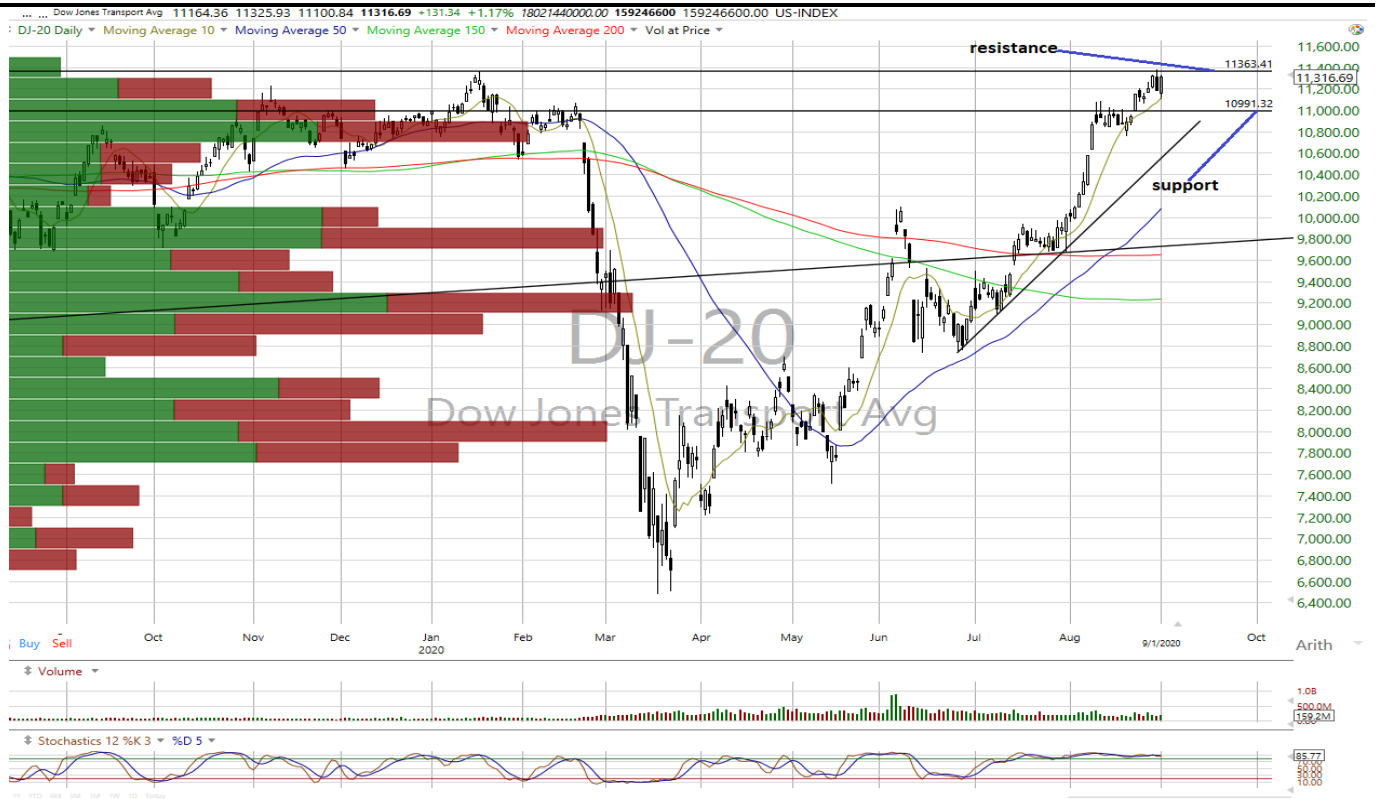 ... ... Dow Jones Transport Avg 11164.36 11325.93 11100.84 11316.69 +131.34 +1.17% 18021440000.00 159246600 159246600.00 US-INDEX
DJ-20 Daily Moving Average 10 Moving Average 50 Moving Average 150 Moving Average 200 Vol at Price
resistance
11363.41
10991.32
support
11,600.00
11,400.00
11,316.69
11,200.00
11,000.00
10,800.00
10,600.00
10,400.00
10,200.00
10,000.00
9,800.00
9,600.00
9,400.00
9,200.00
9,000.00
8,800.00
8,600.00
8,400.00
8,200.00
8,000.00
7,800.00
7,600.00
7,400.00
7,200.00
7,000.00
6,800.00
6,600.00
6,400.00
DJ-20
Dow Jones Transport Avg
Oct Nov Dec Jan Feb Mar Apr May Jun Jul Aug 9/1/2020 Oct
2020
Buy Sell
Arith
Volume
1.0B
500.0M
159.2M
Stochastics 12 %K 3 %D 5
85.77
50.00
30.00
10.00